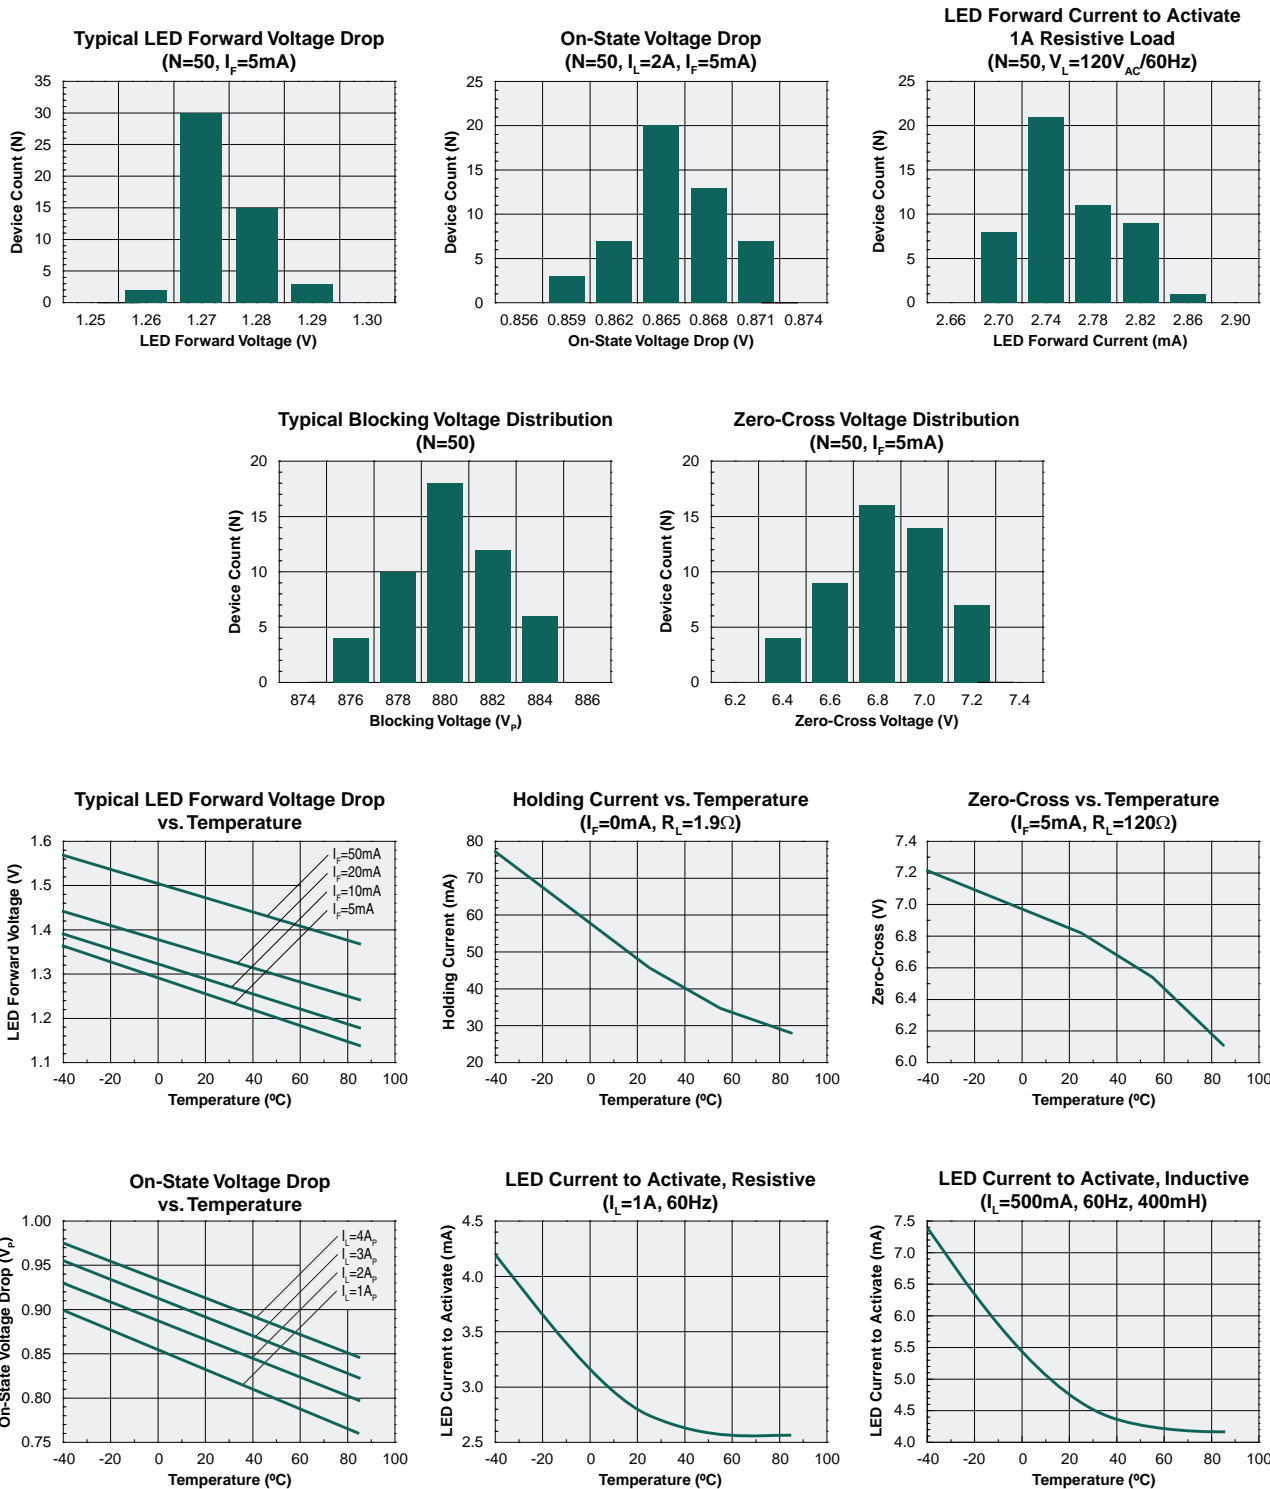 Typical LED Forward Voltage Drop
(N=50, IF=5mA)
Device Count (N)
35
30
25
20
15
10
5
0
1.25 1.26 1.27 1.28 1.29 1.30
LED Forward Voltage (V)
On-State Voltage Drop
(N=50, IL=2A, IF=5mA)
Device Count (N)
25
20
15
10
5
0
0.856 0.859 0.862 0.865 0.868 0.871 0.874
On-State Voltage Drop (V)
LED Forward Current to Activate
1A Resistive Load
(N=50, VL=120VAC/60Hz)
Device Count (N)
25
20
15
10
5
0
2.66 2.70 2.74 2.78 2.82 2.86 2.90
LED Forward Current (mA)
Typical Blocking Voltage Distribution
(N=50)
Device Count (N)
20
15
10
5
0
874 876 878 880 882 884 886
Blocking Voltage (VP)
Zero-Cross Voltage Distribution
(N=50, IF=5mA)
Device Count (N)
20
15
10
5
0
6.2 6.4 6.6 6.8 7.0 7.2 7.4
Zero-Cross Voltage (V)
Typical LED Forward Voltage Drop
vs. Temperature
LED Forward Voltage (V)
1.6
1.5
1.4
1.3
1.2
1.1
IF=50mA
IF=20mA
IF=10mA
IF=5mA
-40 -20 0 20 40 60 80 100
Temperature (ºC)
Holding Current vs. Temperature
(IF=0mA, RL=1.9Ω)
Holding Current (mA)
80
70
60
50
40
30
20
-40 -20 0 20 40 60 80 100
Temperature (ºC)
Zero-Cross vs. Temperature
(IF=5mA, RL=120Ω)
Zero-Cross (V)
7.4
7.2
7.0
6.8
6.6
6.4
6.2
6.0
-40 -20 0 20 40 60 80 100
Temperature (ºC)
On-State Voltage Drop
vs. Temperature
On-State Voltage Drop (VP)
1.00
0.95
0.90
0.85
0.80
0.75
IL=4AP
IL=3AP
IL=2AP
IL=1AP
-40 -20 0 20 40 60 80 100
Temperature (ºC)
LED Current to Activate, Resistive
(IL=1A, 60Hz)
LED Current to Activate (mA)
4.5
4.0
3.5
3.0
2.5
-40 -20 0 20 40 60 80 100
Temperature (ºC)
LED Current to Activate, Inductive
(IL=500mA, 60Hz, 400mH)
LED Current to Activate (mA)
7.5
7.0
6.5
6.0
5.5
5.0
4.5
4.0
-40 -20 0 20 40 60 80 100
Temperature (ºC)